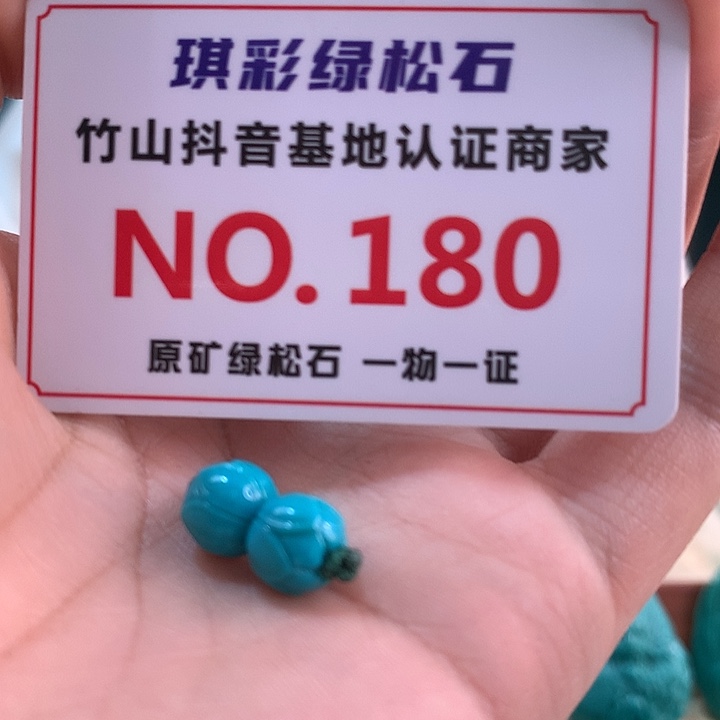 琪彩绿松石
竹山抖音基地认证商家
NO.180
原矿绿松石 一物一证